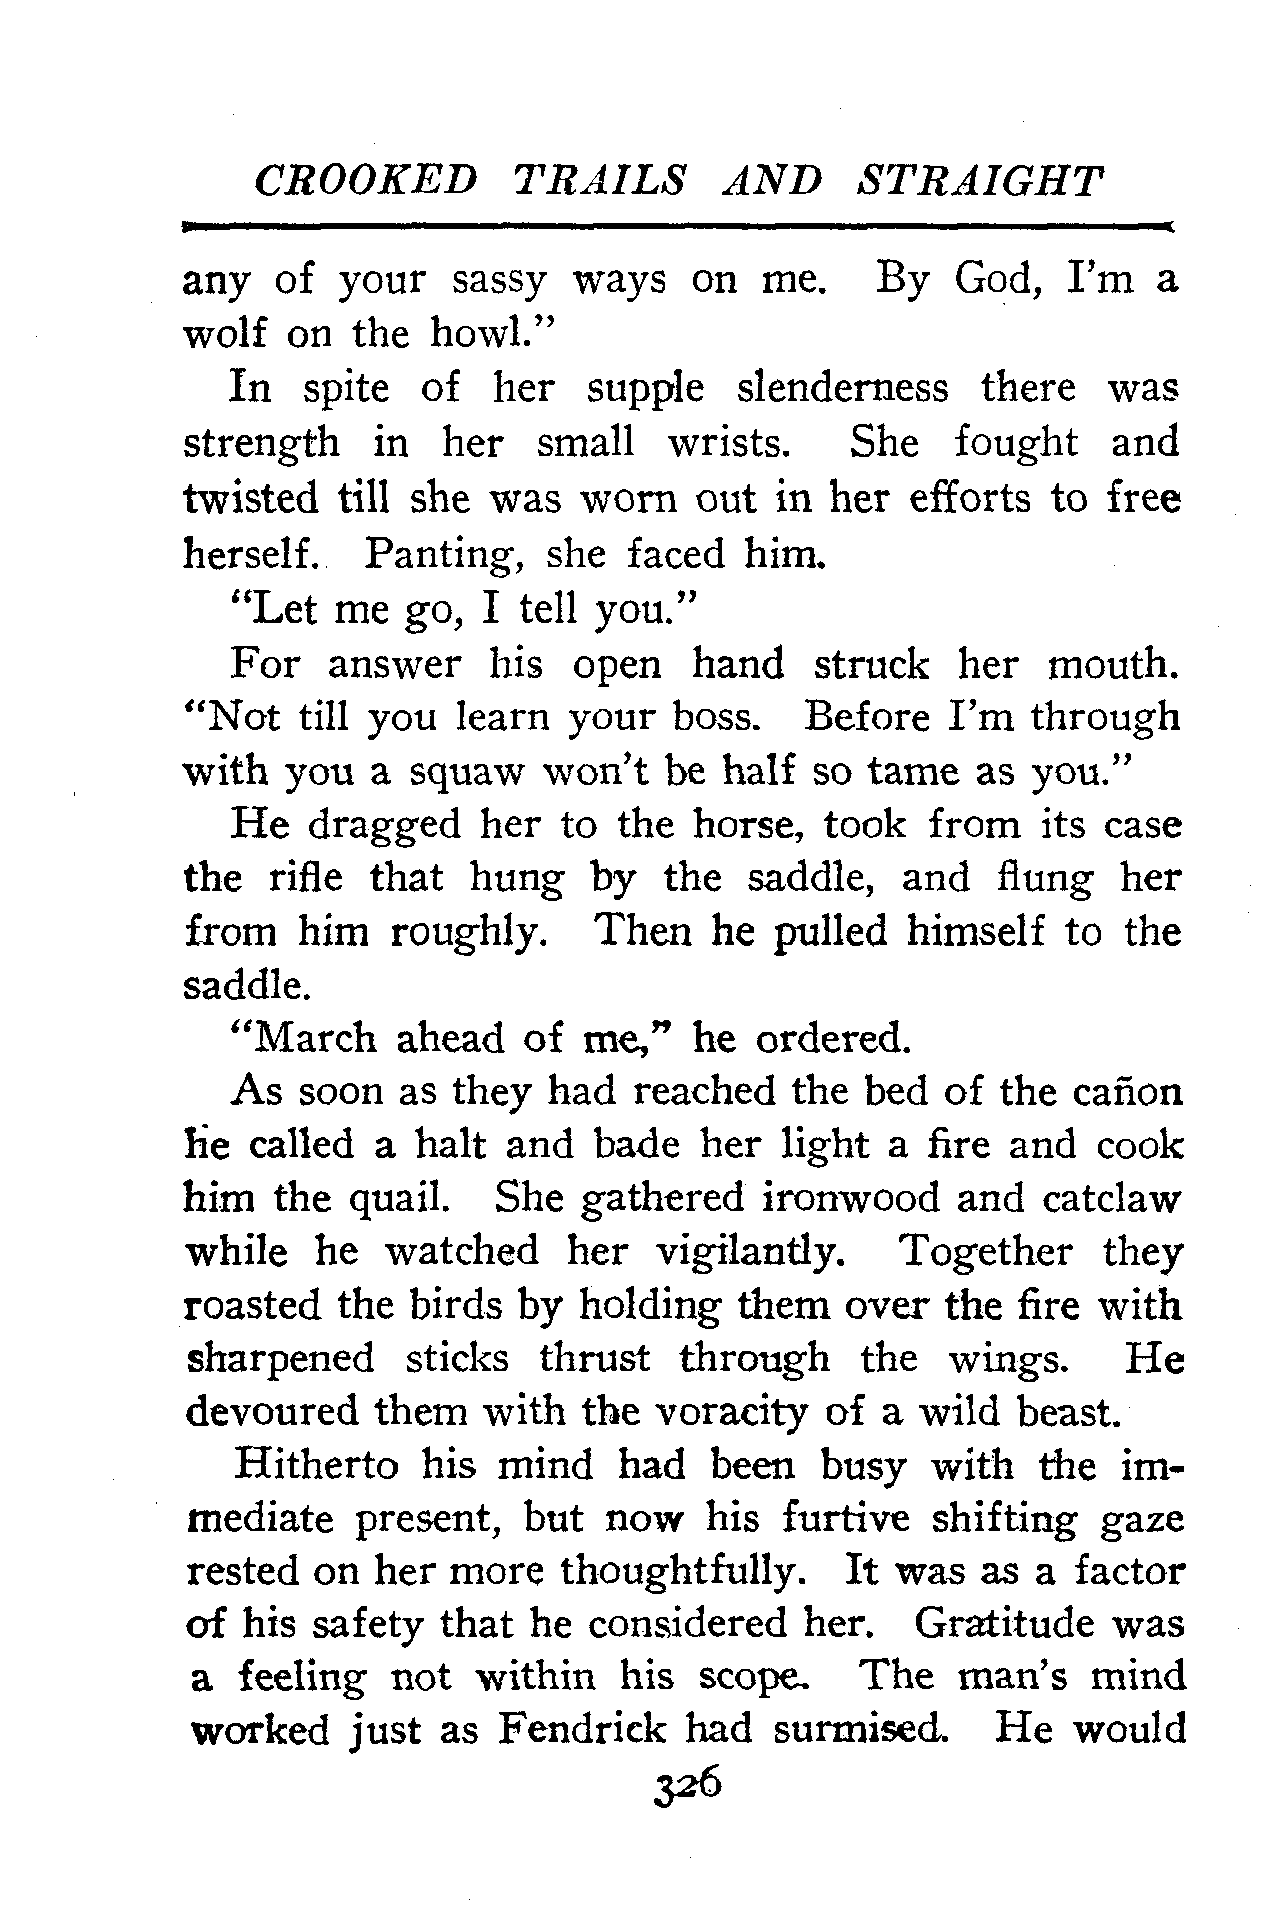 CROOKED TRAILS AND STRAIGHT
any of your sassy ways on me. By God, I'm a
wolf on the howl."
In spite of her supple slenderness there was
strength in her small wrists. She fought and
twisted till she was worn out in her efforts to free
herself. Panting, she faced him.
"Let me go, I tell you."
For answer his open hand struck her mouth.
"Not till you learn your boss. Before I'm through
with you a squaw won't be half so tame as you."
He dragged her to the horse, took from its case
the rifle that hung by the saddle, and flung her
from him roughly. Then he pulled himself to the
saddle.
"March ahead of me," he ordered.
As soon as they had reached the bed of the cañon
he called a halt and bade her light a fire and cook
him the quail. She gathered ironwood and catclaw
while he watched her vigilantly. Together they
roasted the birds by holding them over the fire with
sharpened sticks thrust through the wings. He
devoured them with the voracity of a wild beast.
Hitherto his mind had been busy with the im-
mediate present, but now his furtive shifting gaze
rested on her more thoughtfully. It was as a factor
of his safety that he considered her. Gratitude was
a feeling not within his scope. The man's mind
worked just as Fendrick had surmised. He would
326